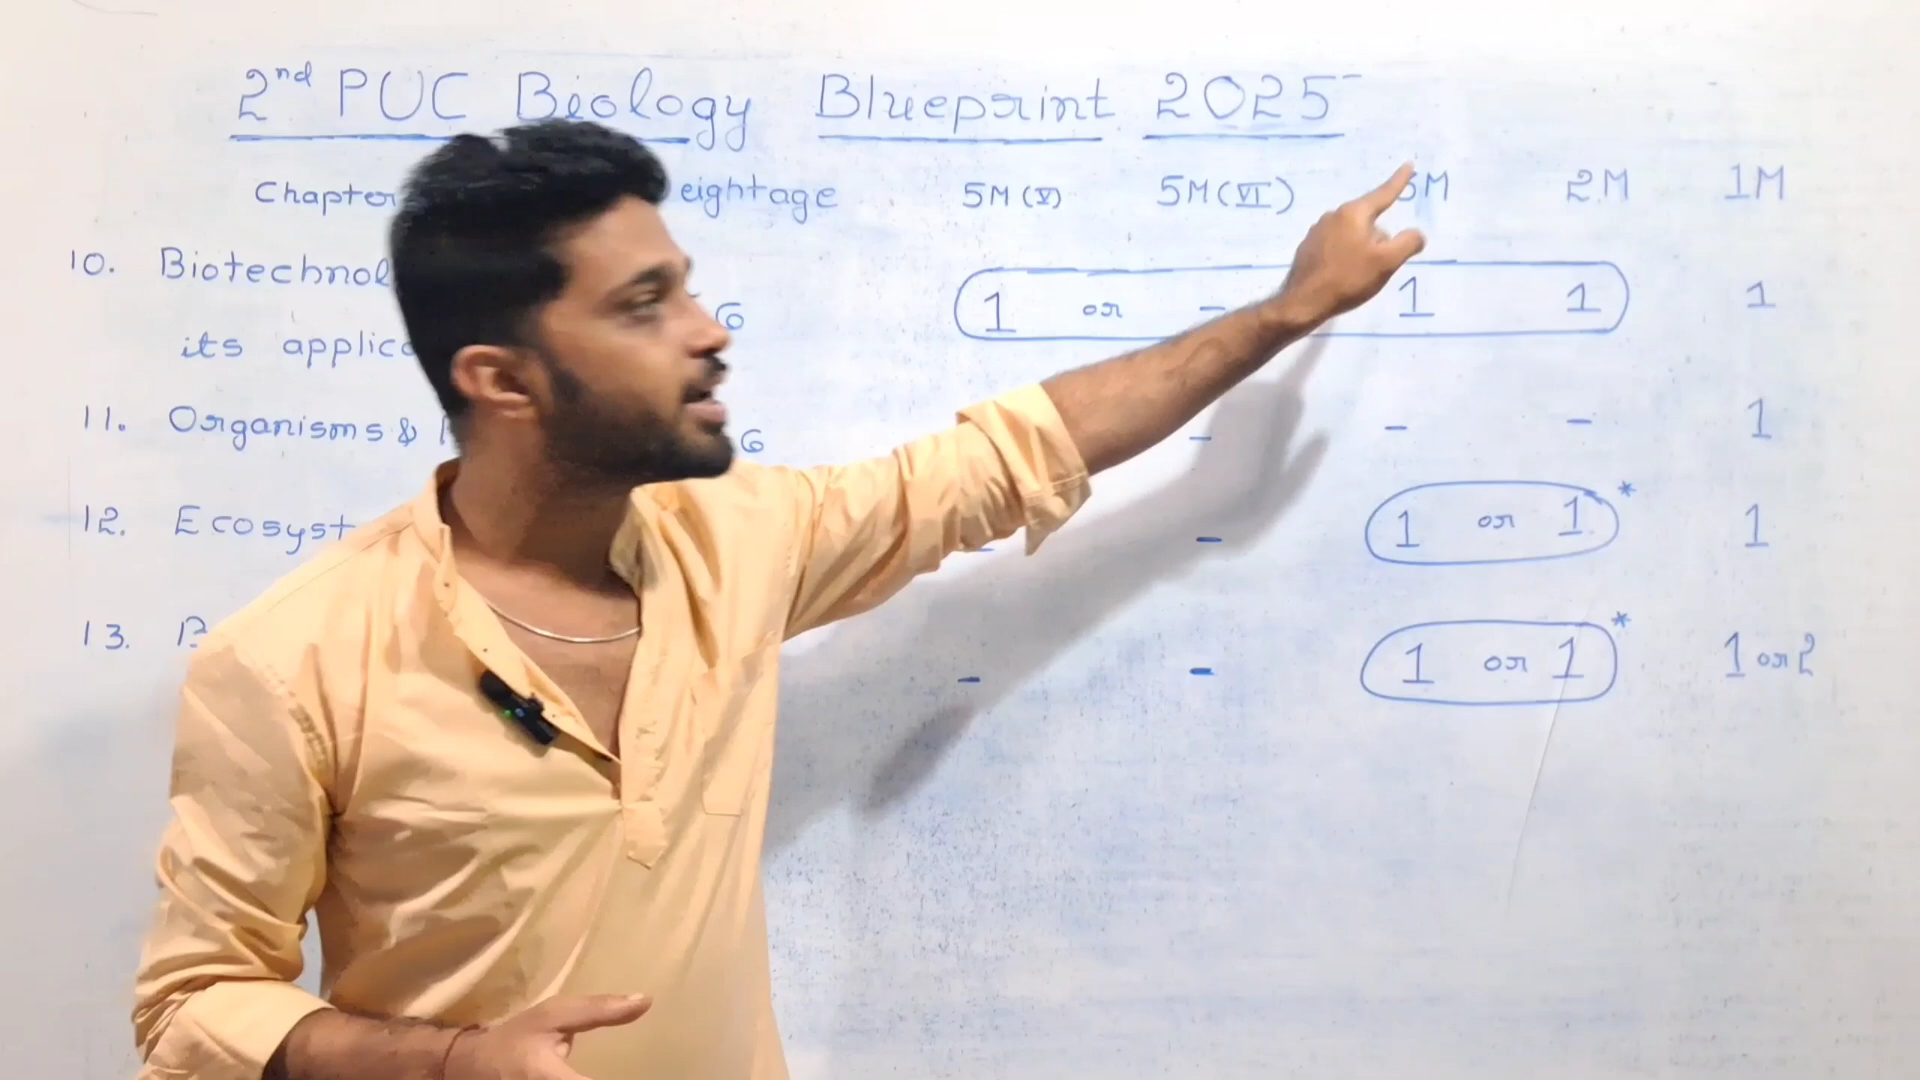 2nd PUC Biology Blueprint 2025
Chapter eightage 5M (V) 5M (VI) 3M 2M 1M
10. Biotechnol
its applic 6 1 or - 1 1 1
11. Organisms & 6 - - - 1
12. Ecosyst - - 1 or 1* 1
13. B - - 1 or 1* 1 or 2